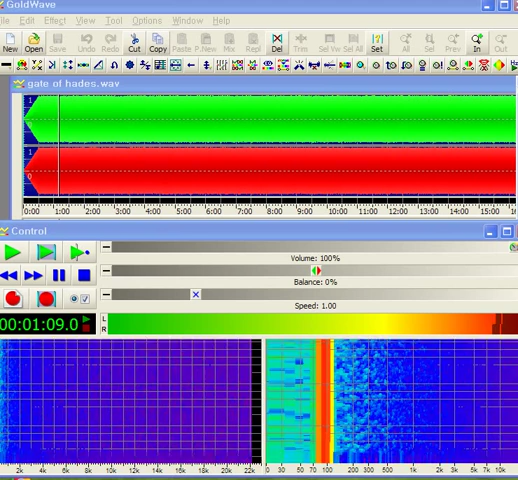 GoldWave
ile Edit Effect View Tool Options Window Help
New Open Save Undo Redo Cut Copy Paste P.New Mix Repl Del Trim Sel Vw Sel All Set All Sel Prev In Out
gate of hades.wav
1
0
1
0
0:00 1:00 2:00 3:00 4:00 5:00 6:00 7:00 8:00 9:00 10:00 11:00 12:00 13:00 14:00 15:00 16
Control
Volume: 100%
Balance: 0%
Speed: 1.00
00:01:09.0
L
R
2k 4k 6k 8k 10k 12k 14k 16k 18k 20k 22k 0 30 50 70 100 200 300 500 1k 2k 3k 5k 10k